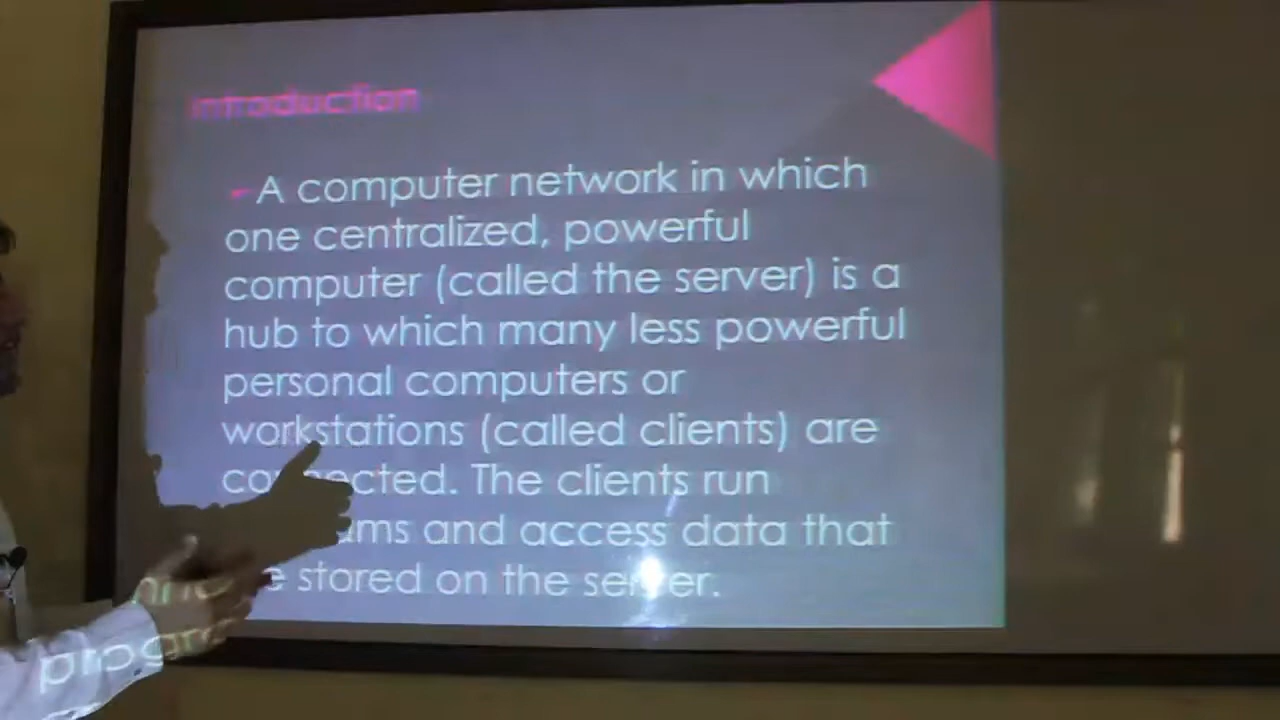 introduction
A computer network in which
one centralized, powerful
computer (called the server) is a
hub to which many less powerful
personal computers or
workstations (called clients) are
connected. The clients run
programs and access data that
stored on the server.